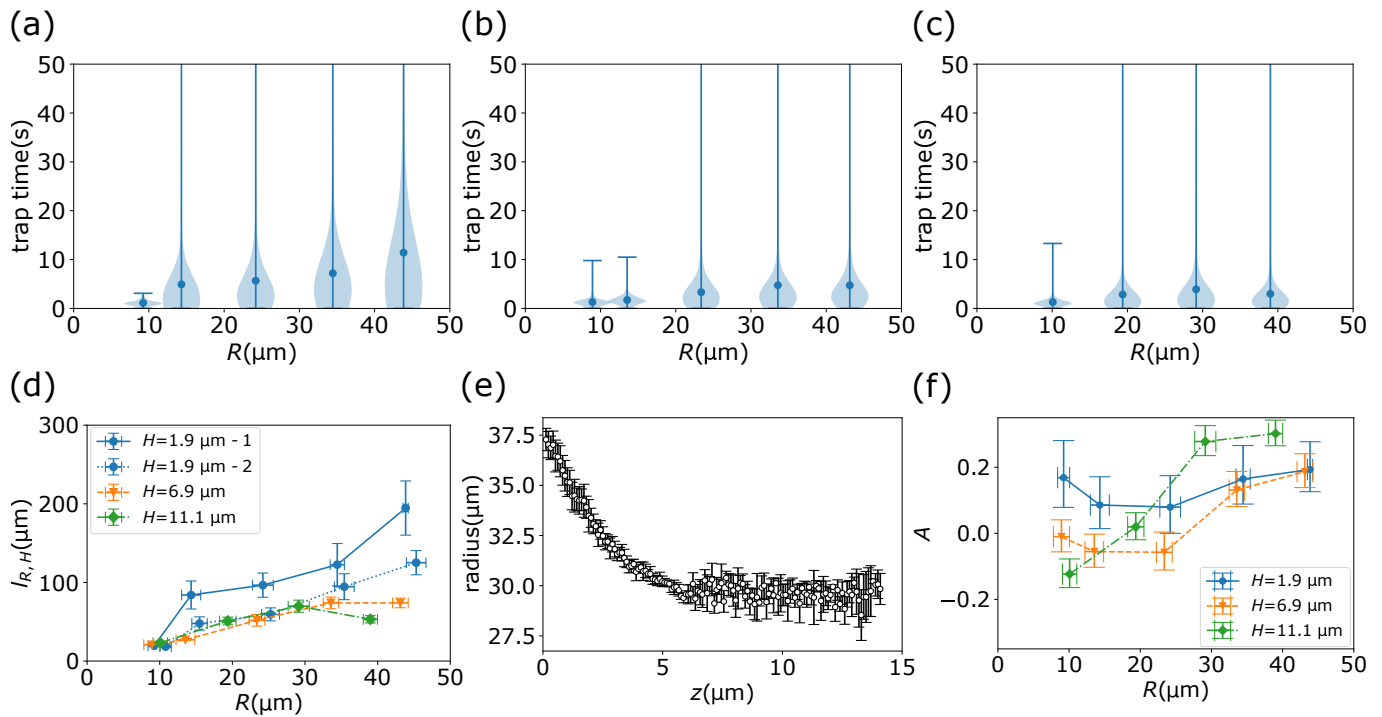 (a)
50
40
30
20
10
0
trap time(s)
0 10 20 30 40 50
R(μm)
(b)
50
40
30
20
10
0
trap time(s)
0 10 20 30 40 50
R(μm)
(c)
50
40
30
20
10
0
trap time(s)
0 10 20 30 40 50
R(μm)
(d)
300
200
100
0
l_{R,H}(μm)
H=1.9 μm - 1
H=1.9 μm - 2
H=6.9 μm
H=11.1 μm
0 10 20 30 40 50
R(μm)
(e)
37.5
35.0
32.5
30.0
27.5
radius(μm)
0 5 10 15
z(μm)
(f)
0.2
0.0
−0.2
A
H=1.9 μm
H=6.9 μm
H=11.1 μm
0 10 20 30 40 50
R(μm)